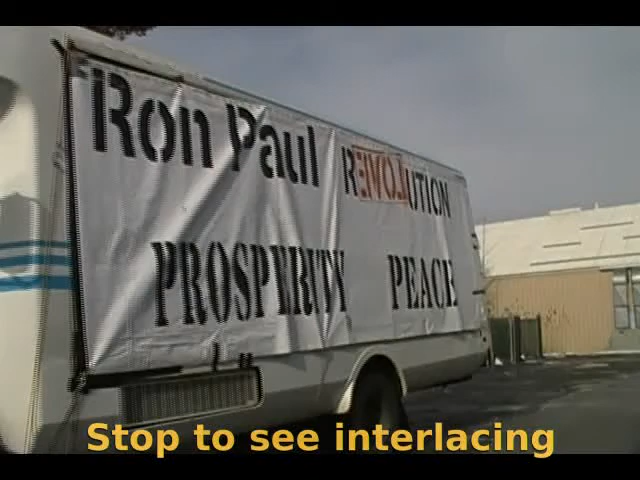 Ron Paul REVOLUTION
PROSPERITY PEACE
Stop to see interlacing